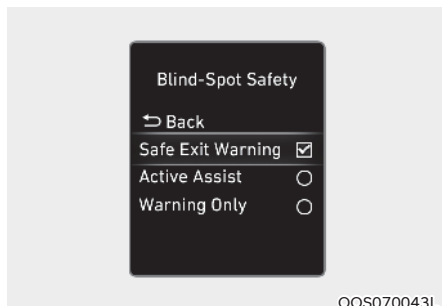 Blind-Spot Safety
Back
Safe Exit Warning
Active Assist
Warning Only
OOS070043L